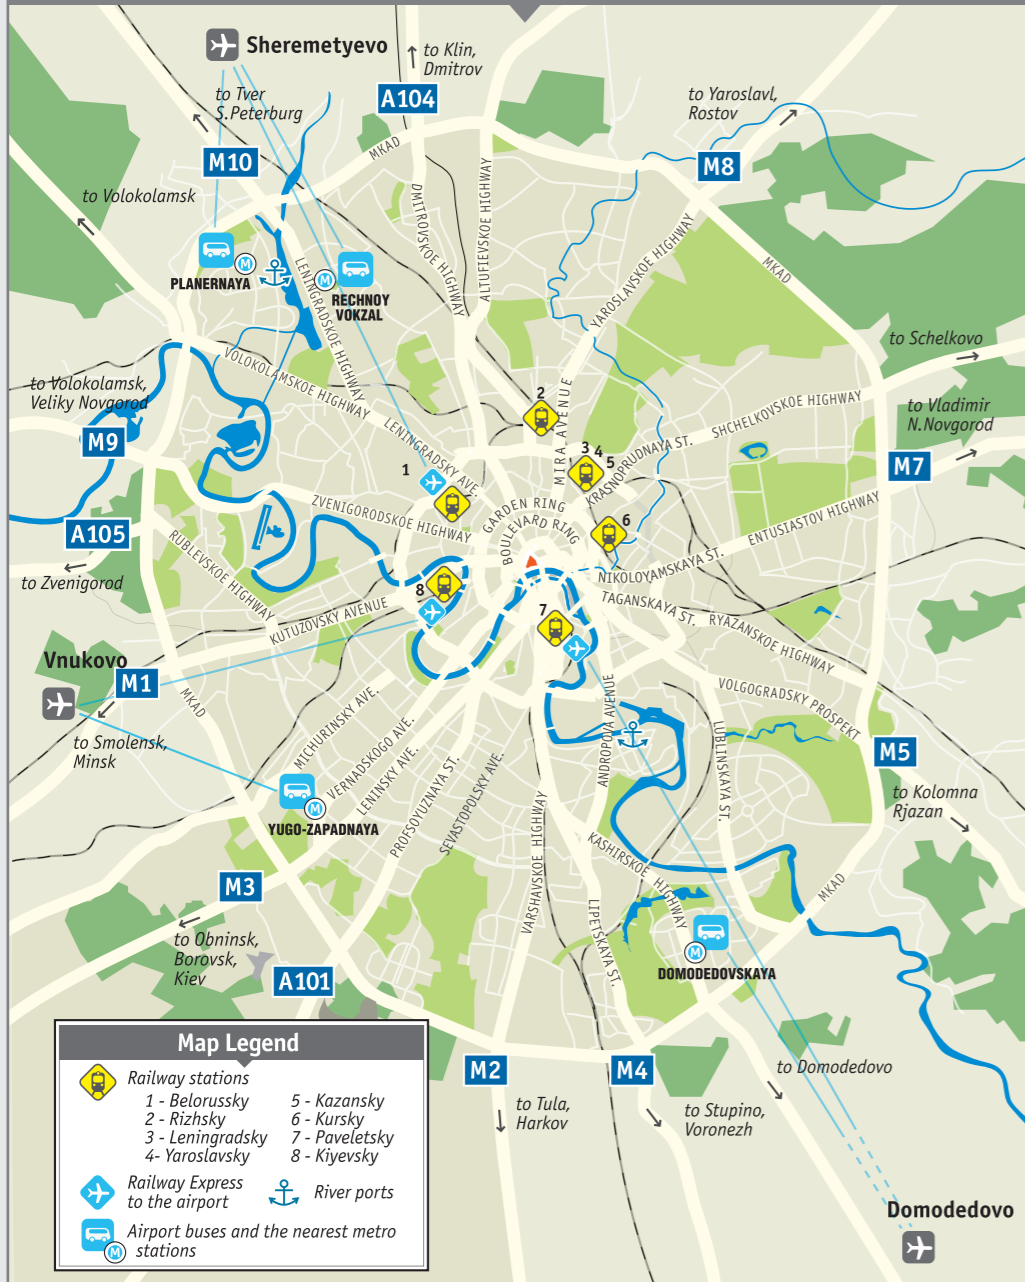 Sheremetyevo
to Klin,
Dmitrov
to Tver
S.Peterburg
A104
to Yaroslavl,
Rostov
MKAD
M10
M8
to Volokolamsk
DMITROVSKOE HIGHWAY
ALTUFIEVSKOE HIGHWAY
YAROSLAVSKOE HIGHWAY
MKAD
M
PLANERNAYA
LENINGRADSKOE HIGHWAY
M
RECHNOY
VOKZAL
to Schelkovo
VOLOKOLAMSKOE HIGHWAY
to Volokolamsk,
Veliky Novgorod
2
MIRA AVENUE
SHCHELKOVSKOE HIGHWAY
to Vladimir
N.Novgorod
M9
LENINGRADSKY AVE.
3 4
5
KRASNOPRUDNAYA ST.
M7
1
ZVENIGORODSKOE HIGHWAY
GARDEN RING
BOULEVARD RING
6
ENTUSIASTOV HIGHWAY
A105
RUBLEVSKOE HIGHWAY
to Zvenigorod
NIKOLOYAMSKAYA ST.
8
KUTUZOVSKY AVENUE
7
TAGANSKAYA ST.
RYAZANSKOE HIGHWAY
Vnukovo
M1
MKAD
VOLGOGRADSKY PROSPEKT
to Smolensk,
Minsk
MICHURINSKY AVE.
VERNADSKOGO AVE.
LENINSKY AVE.
PROFSOYUZNAYA ST.
SEVASTOPOLSKY AVE.
ANDROPOVA AVENUE
LUBLINSKAYA ST.
M5
M
YUGO-ZAPADNAYA
to Kolomna
Rjazan
VARSHAVSKOE HIGHWAY
KASHIRSKOE HIGHWAY
MKAD
M3
LIPETSKAYA ST.
to Obninsk,
Borovsk,
Kiev
M
DOMODEDOVSKAYA
A101
M2
M4
to Domodedovo
to Tula,
Harkov
to Stupino,
Voronezh
Domodedovo
Map Legend
Railway stations
1 - Belorussky
2 - Rizhsky
3 - Leningradsky
4- Yaroslavsky
5 - Kazansky
6 - Kursky
7 - Paveletsky
8 - Kiyevsky
Railway Express
to the airport
River ports
Airport buses and the nearest metro
stations
M